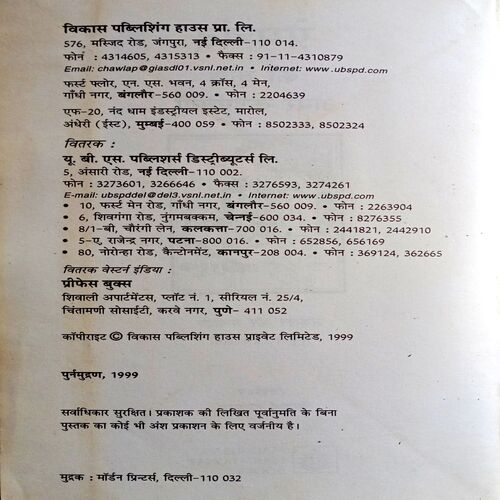 विकास पब्लिशिंग हाउस प्रा. लि.
576, मस्जिद रोड, जंगपुरा, नई दिल्ली–110 014.
फोनं : 4314605, 4315313 • फैक्स : 91–11–4310879
Email: chawlap@giasdl01.vsnl.net.in • Internet: www.ubspd.com
फर्स्ट फ्लोर, एन. एस. भवन, 4 क्रॉस, 4 मेन,
गाँधी नगर, बंगलौर–560 009. • फोन : 2204639
एफ–20, नंद धाम इंडस्ट्रीयल इस्टेट, मारोल,
अंधेरी (ईस्ट), मुम्बई–400 059 • फोन : 8502333, 8502324
वितरक :
यू. बी. एस. पब्लिशर्स डिस्ट्रीब्यूटर्स लि.
5, अंसारी रोड, नई दिल्ली–110 002.
फोन : 3273601, 3266646 • फैक्स : 3276593, 3274261
E-mail: ubspddel@del3.vsnl.net.in • Internet: www.ubspd.com
• 10, फर्स्ट मेन रोड, गाँधी नगर, बंगलौर–560 009. • फोन : 2263904
• 6, शिवगंगा रोड, नुंगमबक्कम, चेन्नई–600 034. • फोन : 8276355
• 8/1–बी, चौरंगी लेन, कलकत्ता–700 016. • फोन : 2441821, 2442910
• 5–ए, राजेन्द्र नगर, पटना–800 016. • फोन : 652856, 656169
• 80, नोरोन्हा रोड, कैन्टोनमेंट, कानपुर–208 004. • फोन : 369124, 362665
वितरक वेस्टर्न इंडिया :
प्रीफेस बुक्स
शिवाली अपार्टमेंटस, प्लॉट नं. 1, सीरियल नं. 25/4,
चिंतामणी सोसाईटी, करवे नगर, पुणे– 411 052
कॉपीराइट © विकास पब्लिशिंग हाउस प्राइवेट लिमिटेड, 1999
पुर्नमुद्रण, 1999
सर्वाधिकार सुरक्षित। प्रकाशक की लिखित पूर्वानुमति के बिना
पुस्तक का कोई भी अंश प्रकाशन के लिए वर्जनीय है।
मुद्रक : मॉर्डन प्रिन्टर्स, दिल्ली–110 032